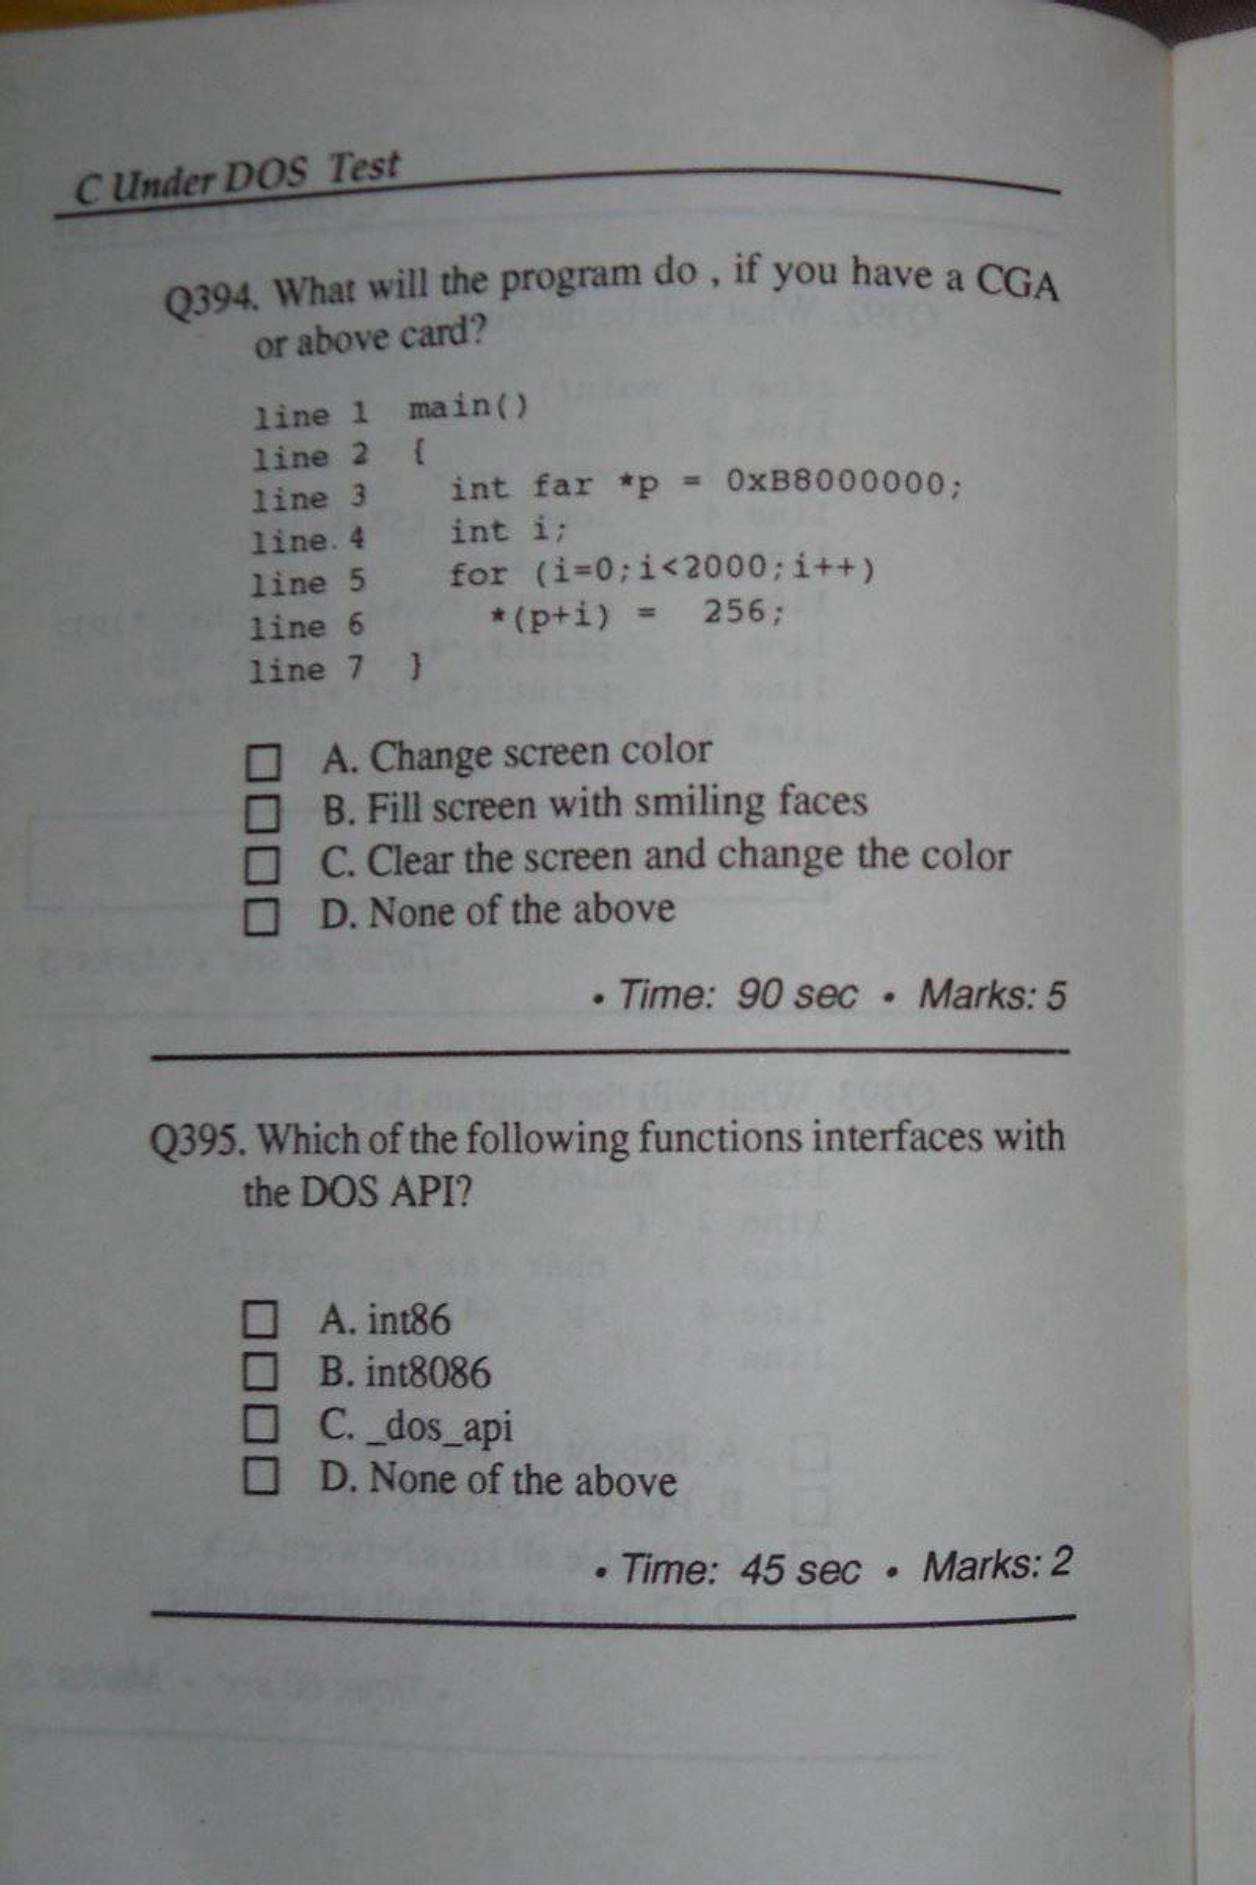 C Under DOS Test
Q394. What will the program do , if you have a CGA
or above card?
line 1 main()
line 2 {
line 3 int far *p = 0xB8000000;
line. 4 int i;
line 5 for (i=0;i<2000;i++)
line 6 *(p+i) = 256;
line 7 }
A. Change screen color
B. Fill screen with smiling faces
C. Clear the screen and change the color
D. None of the above
• Time: 90 sec • Marks: 5
Q395. Which of the following functions interfaces with
the DOS API?
A. int86
B. int8086
C. _dos_api
D. None of the above
• Time: 45 sec • Marks: 2